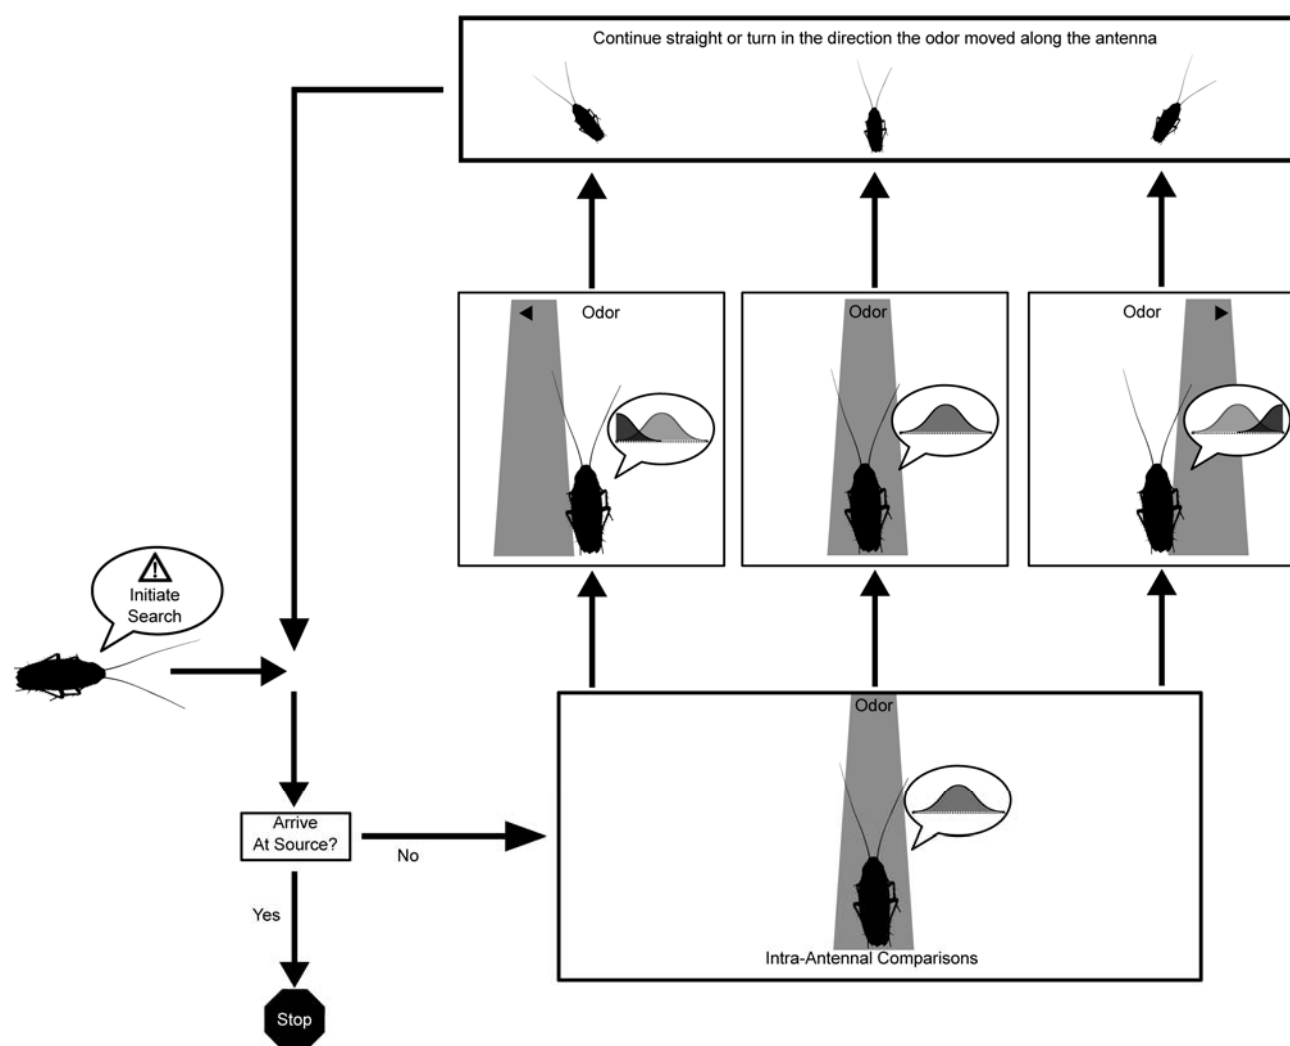 Continue straight or turn in the direction the odor moved along the antenna
Odor
Odor
Odor
Initiate
Search
Odor
Arrive
At Source?
No
Yes
Intra-Antennal Comparisons
Stop